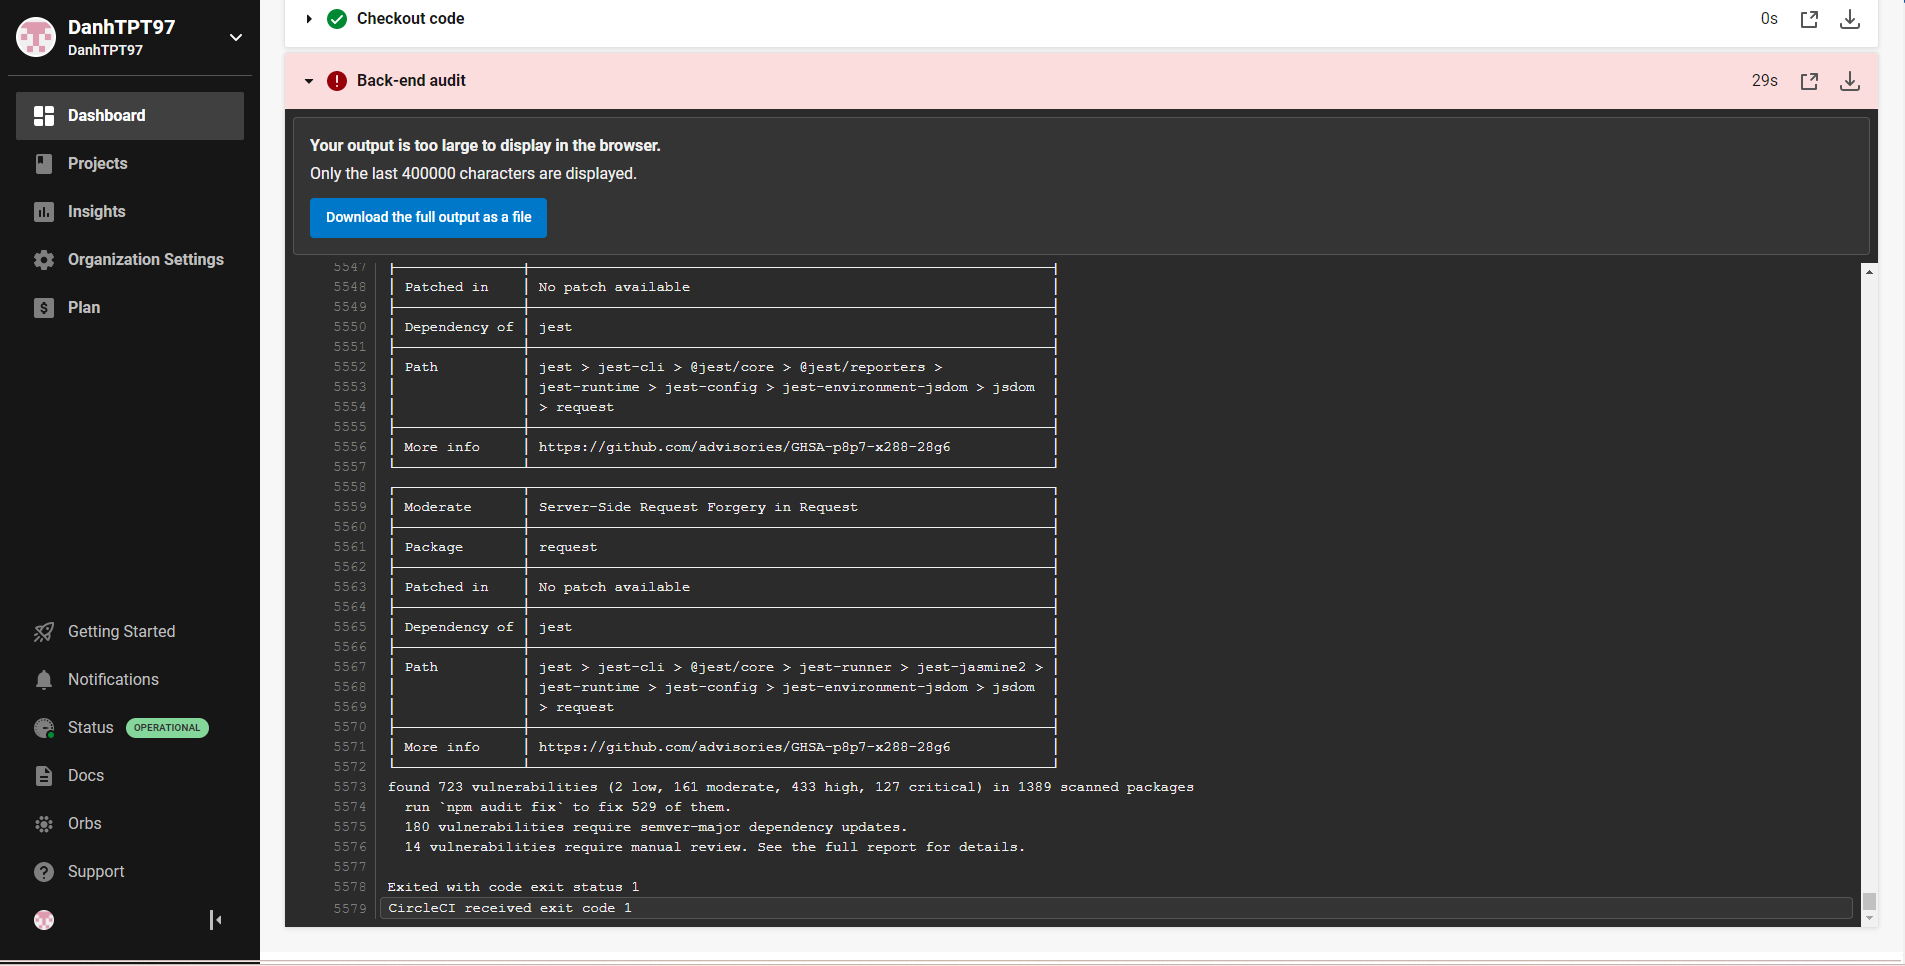 DanhTPT97
DanhTPT97
Dashboard
Projects
Insights
Organization Settings
Plan
Getting Started
Notifications
Status OPERATIONAL
Docs
Orbs
Support
Checkout code 0s
Back-end audit 29s
Your output is too large to display in the browser.
Only the last 400000 characters are displayed.
Download the full output as a file
5547
5548 Patched in No patch available
5549
5550 Dependency of jest
5551
5552 Path jest > jest-cli > @jest/core > @jest/reporters >
5553 jest-runtime > jest-config > jest-environment-jsdom > jsdom
5554 > request
5555
5556 More info https://github.com/advisories/GHSA-p8p7-x288-28g6
5557
5558
5559 Moderate Server-Side Request Forgery in Request
5560
5561 Package request
5562
5563 Patched in No patch available
5564
5565 Dependency of jest
5566
5567 Path jest > jest-cli > @jest/core > jest-runner > jest-jasmine2 >
5568 jest-runtime > jest-config > jest-environment-jsdom > jsdom
5569 > request
5570
5571 More info https://github.com/advisories/GHSA-p8p7-x288-28g6
5572
5573 found 723 vulnerabilities (2 low, 161 moderate, 433 high, 127 critical) in 1389 scanned packages
5574 run `npm audit fix` to fix 529 of them.
5575 180 vulnerabilities require semver-major dependency updates.
5576 14 vulnerabilities require manual review. See the full report for details.
5577
5578 Exited with code exit status 1
5579 CircleCI received exit code 1